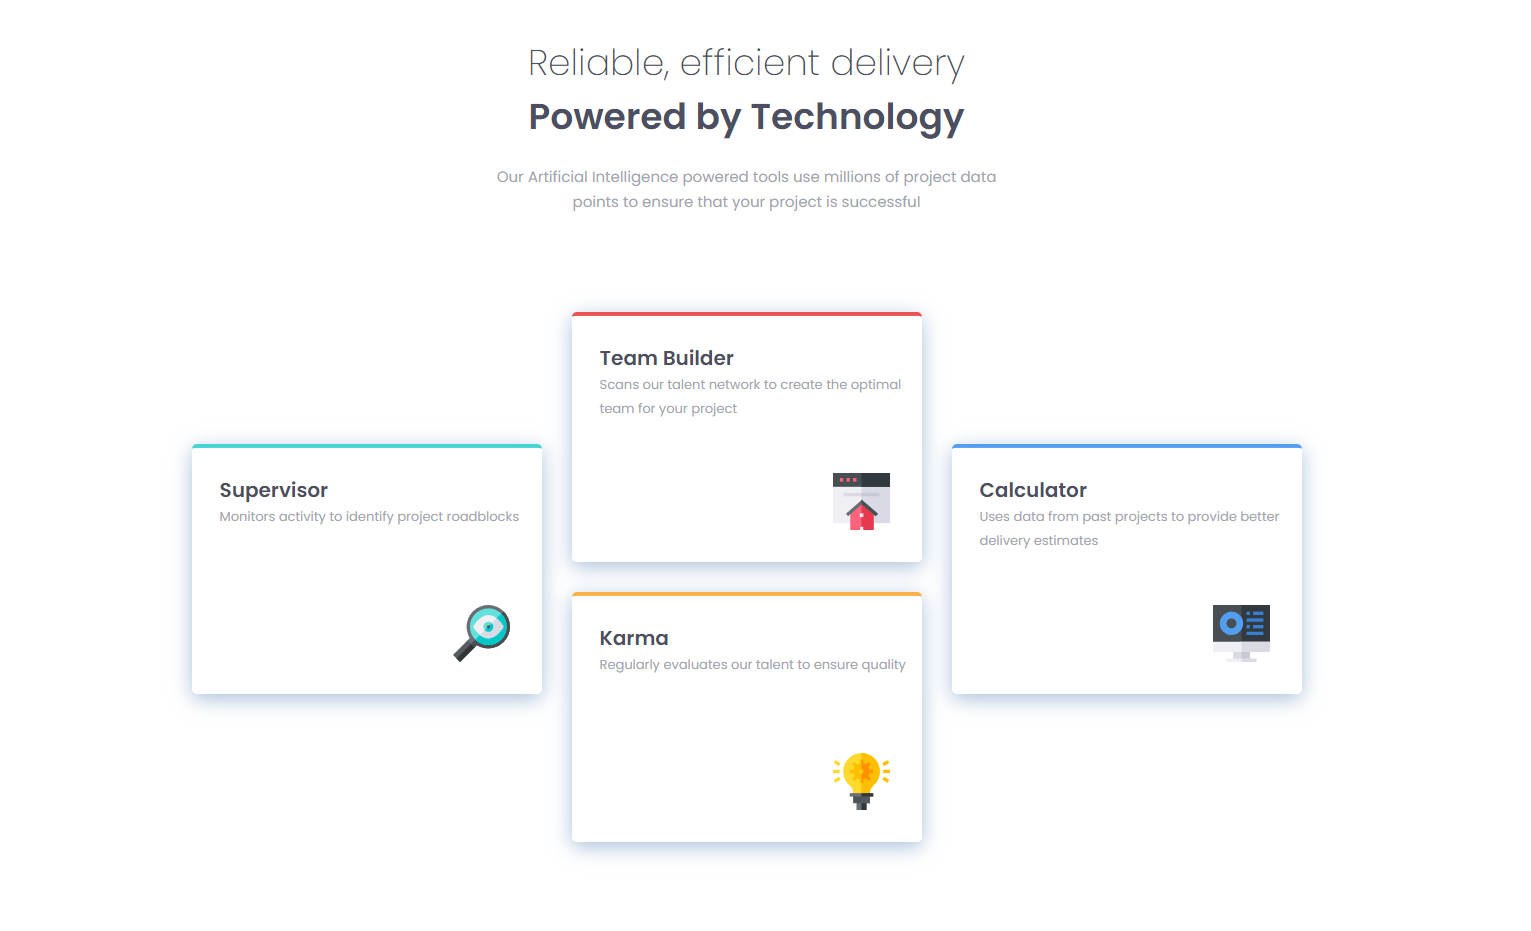 Reliable, efficient delivery
Powered by Technology
Our Artificial Intelligence powered tools use millions of project data
points to ensure that your project is successful
Supervisor
Monitors activity to identify project roadblocks
Team Builder
Scans our talent network to create the optimal
team for your project
Karma
Regularly evaluates our talent to ensure quality
Calculator
Uses data from past projects to provide better
delivery estimates